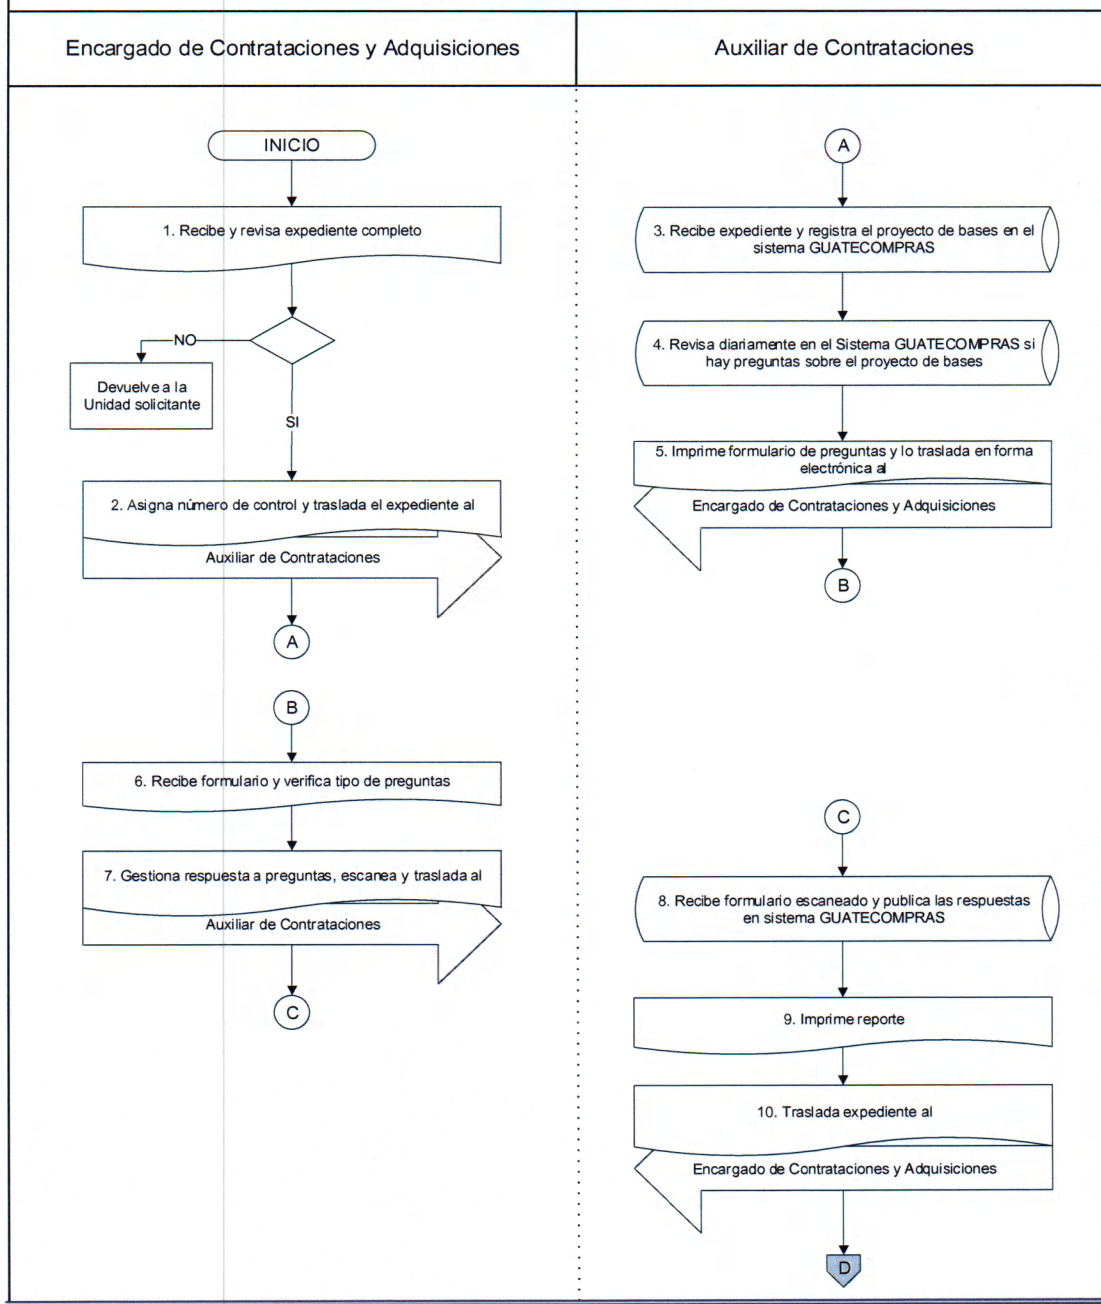 Encargado de Contrataciones y Adquisiciones
Auxiliar de Contrataciones
INICIO
1. Recibe y revisa expediente completo
NO
Devuelve a la
Unidad solicitante
SI
2. Asigna número de control y traslada el expediente al
Auxiliar de Contrataciones
A
B
6. Recibe formulario y verifica tipo de preguntas
7. Gestiona respuesta a preguntas, escanea y traslada al
Auxiliar de Contrataciones
C
A
3. Recibe expediente y registra el proyecto de bases en el
sistema GUATECOMPRAS
4. Revisa diariamente en el Sistema GUATECOMPRAS si
hay preguntas sobre el proyecto de bases
5. Imprime formulario de preguntas y lo traslada en forma
electrónica al
Encargado de Contrataciones y Adquisiciones
B
C
8. Recibe formulario escaneado y publica las respuestas
en sistema GUATECOMPRAS
9. Imprime reporte
10. Traslada expediente al
Encargado de Contrataciones y Adquisiciones
D